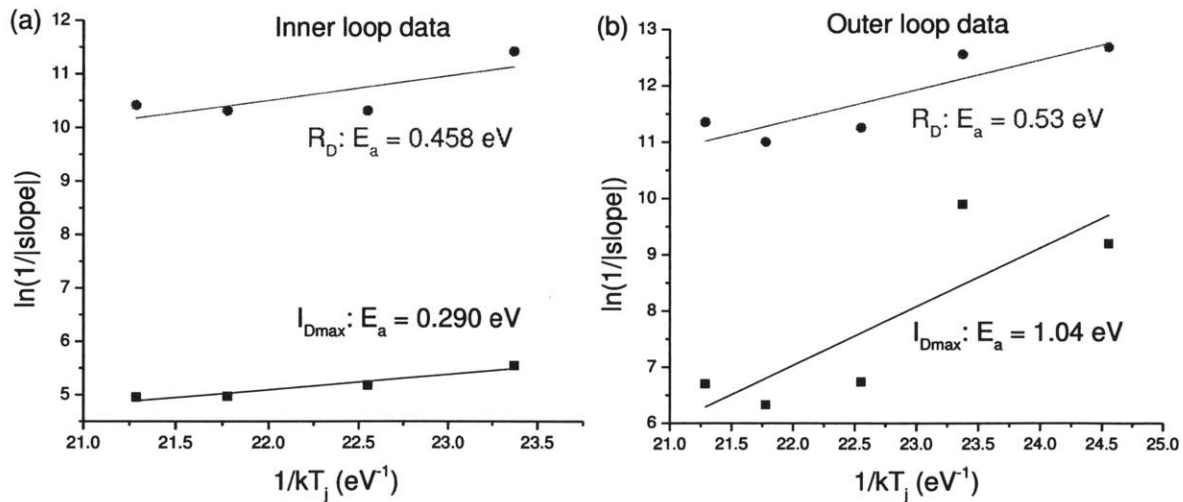 (a)
Inner loop data
12
11
10
9
8
7
6
5
ln(1/|slope|)
R_D: E_a = 0.458 eV
I_Dmax: E_a = 0.290 eV
21.0 21.5 22.0 22.5 23.0 23.5
1/kT_j (eV⁻¹)
(b)
Outer loop data
13
12
11
10
9
8
7
6
ln(1/|slope|)
R_D: E_a = 0.53 eV
I_Dmax: E_a = 1.04 eV
21.0 21.5 22.0 22.5 23.0 23.5 24.0 24.5 25.0
1/kT_j (eV⁻¹)